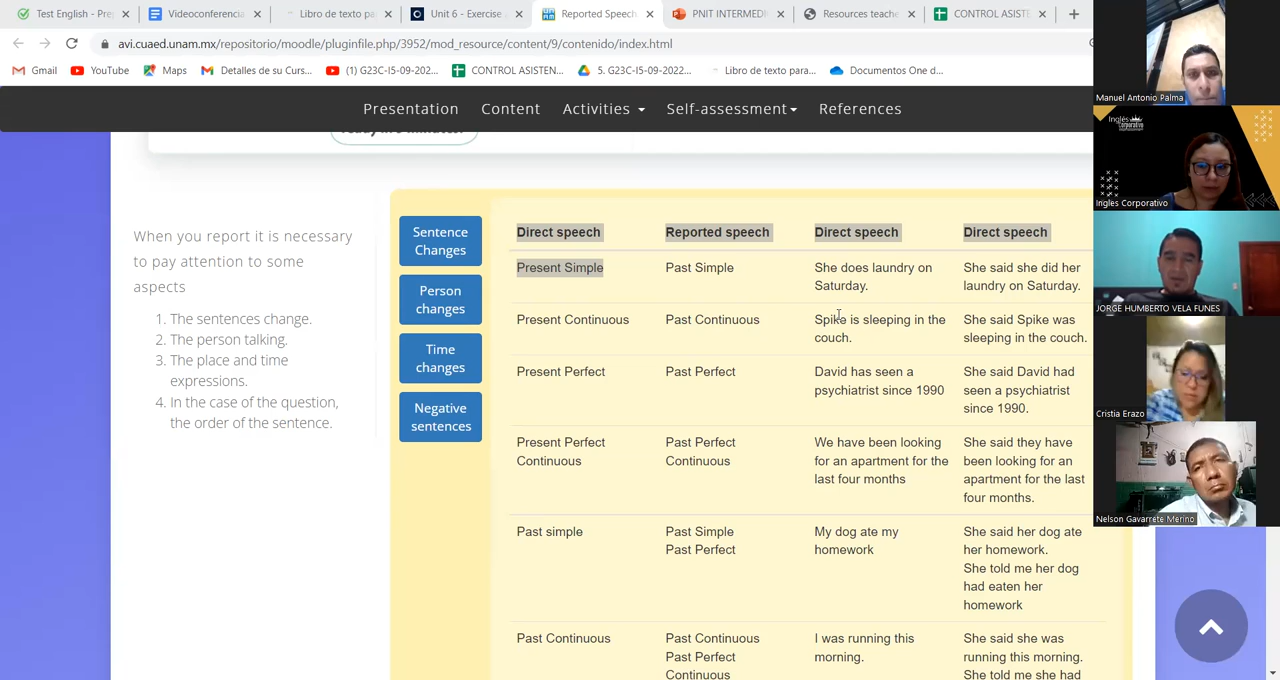 Test English - Pre
Videoconferencia
Libro de texto pa
Unit 6 - Exercise
Reported Speech
PNIT INTERMED
Resources teache
CONTROL ASISTE
avi.cuaed.unam.mx/repositorio/moodle/pluginfile.php/3952/mod_resource/content/9/contenido/index.html
Gmail
YouTube
Maps
Detalles de su Curs...
(1) G23C-I5-09-202...
CONTROL ASISTEN...
5. G23C-I5-09-2022...
Libro de texto para...
Documentos One d...
Presentation
Content
Activities
Self-assessment
References
When you report it is necessary
to pay attention to some
aspects
1. The sentences change.
2. The person talking.
3. The place and time
expressions.
4. In the case of the question,
the order of the sentence.
Sentence
Changes
Person
changes
Time
changes
Negative
sentences
Direct speech
Reported speech
Direct speech
Direct speech
Present Simple
Past Simple
She does laundry on
Saturday.
She said she did her
laundry on Saturday.
Present Continuous
Past Continuous
Spike is sleeping in the
couch.
She said Spike was
sleeping in the couch.
Present Perfect
Past Perfect
David has seen a
psychiatrist since 1990
She said David had
seen a psychiatrist
since 1990.
Present Perfect
Continuous
Past Perfect
Continuous
We have been looking
for an apartment for the
last four months
She said they have
been looking for an
apartment for the last
four months.
Past simple
Past Simple
Past Perfect
My dog ate my
homework
She said her dog ate
her homework.
She told me her dog
had eaten her
homework
Past Continuous
Past Continuous
Past Perfect
Continuous
I was running this
morning.
She said she was
running this morning.
She told me she had
Manuel Antonio Palma
Inglés
Corporativo
Ingles Corporativo
JORGE HUMBERTO VELA FUNES
Cristia Erazo
Nelson Gavarrete Merino